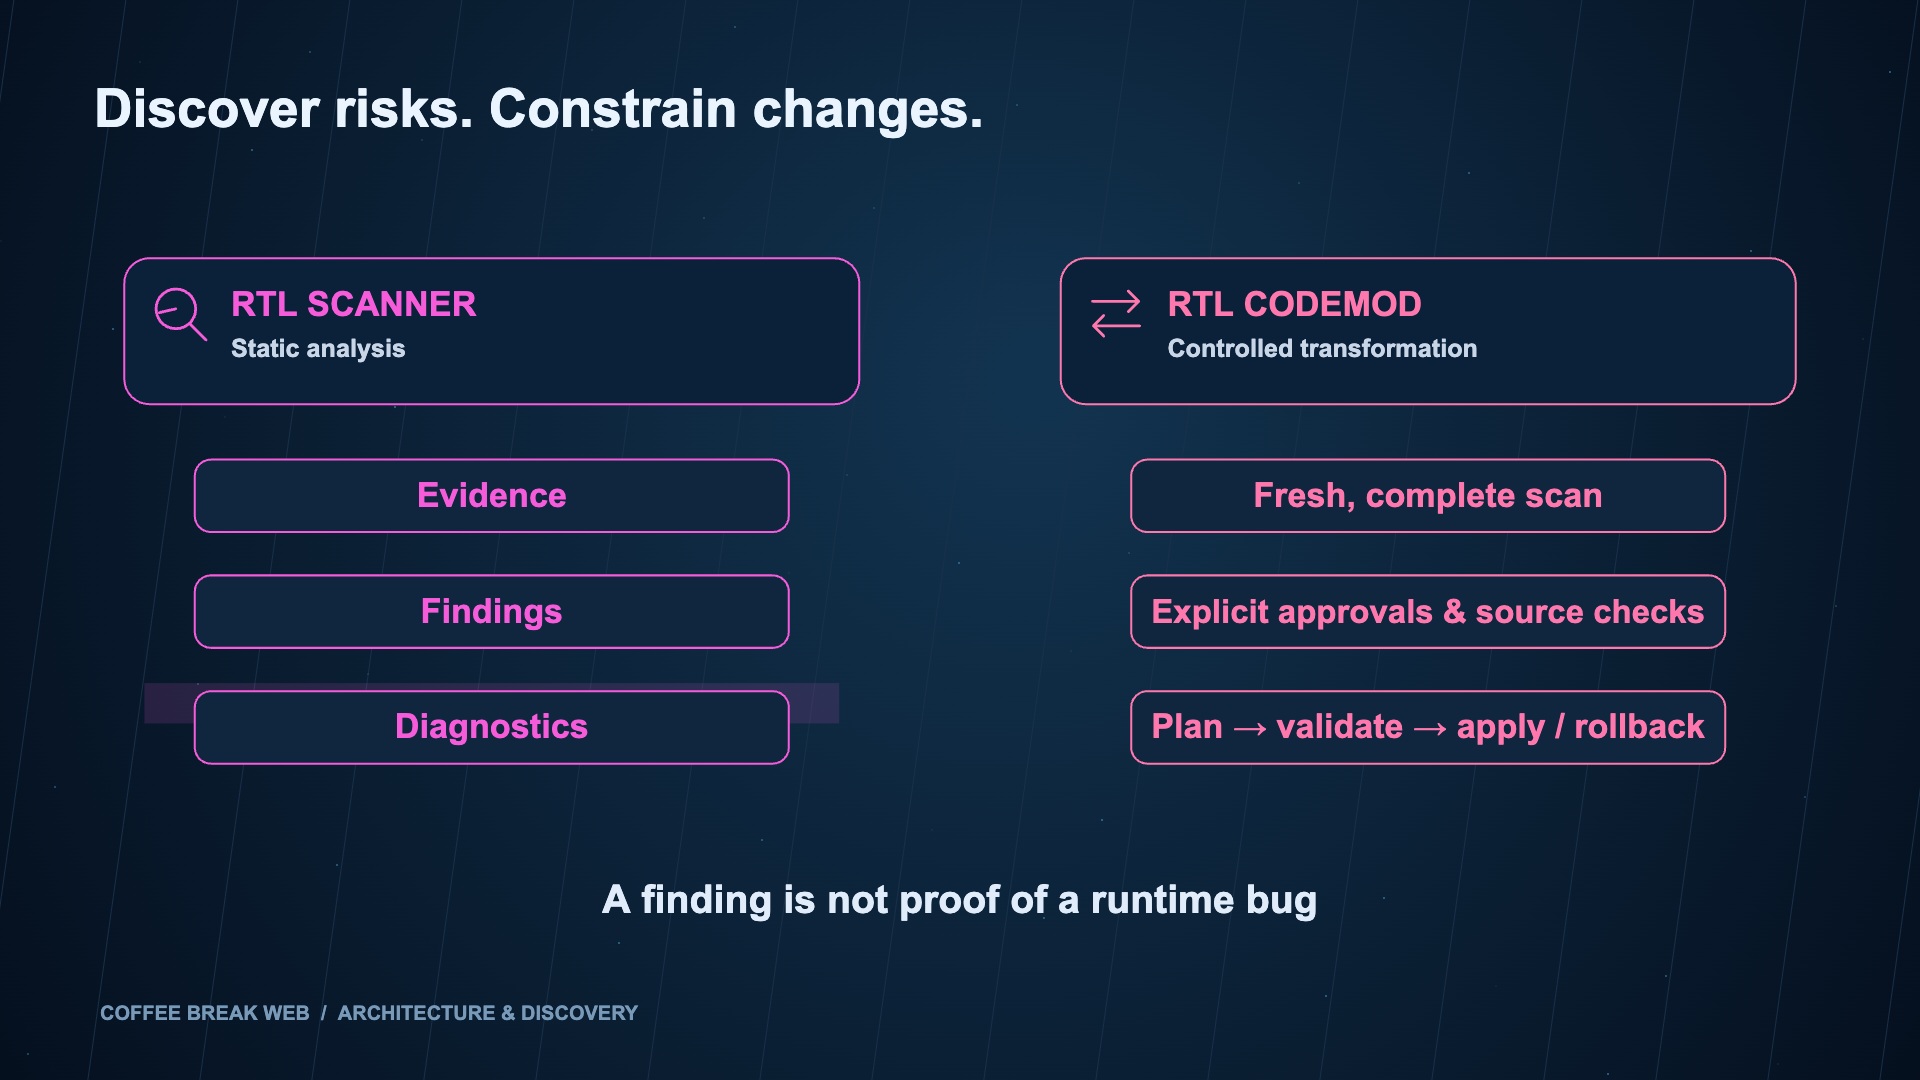 Discover risks. Constrain changes.
RTL SCANNER
Static analysis
Evidence
Findings
Diagnostics
RTL CODEMOD
Controlled transformation
Fresh, complete scan
Explicit approvals & source checks
Plan → validate → apply / rollback
A finding is not proof of a runtime bug
COFFEE BREAK WEB / ARCHITECTURE & DISCOVERY